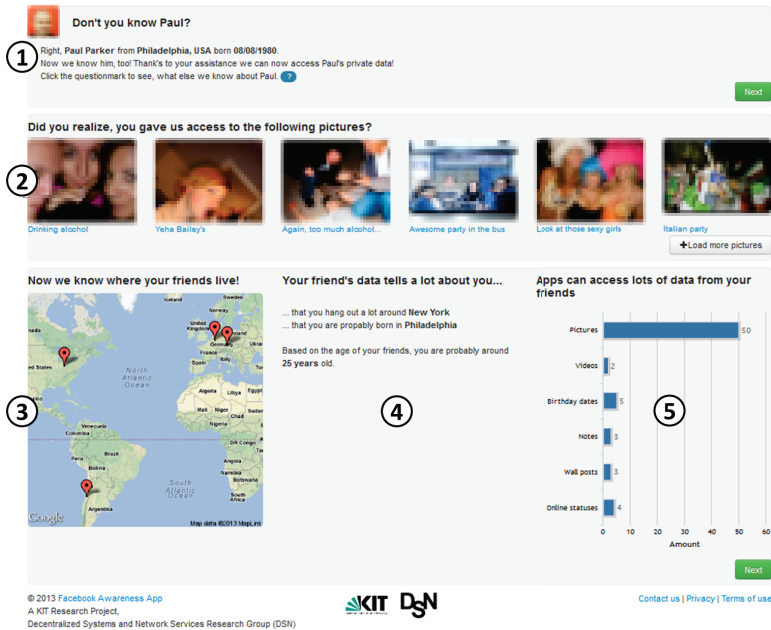 Don't you know Paul?
1
Right, Paul Parker from Philadelphia, USA born 08/08/1980.
Now we know him, too! Thank's to your assistance we can now access Paul's private data!
Click the questionmark to see, what else we know about Paul. ?
Next
Did you realize, you gave us access to the following pictures?
2
Drinking alcohol
Yeha Bailey's
Again, too much alcohol...
Awesome party in the bus
Look at those sexy girls
Italian party
+Load more pictures
Now we know where your friends live!
Iceland
Sweden
Norway
United
Kingdom
Germany
France
Spain
Italy
North
Atlantic
Ocean
Algeria
Libya
Egypt
Mali
Niger
Chad
Nigeria
DR Congo
Angola
Namibia
Botswana
South
Africa
Venezuela
Colombia
Brazil
Peru
Bolivia
Argentina
South
Atlantic
Ocean
3
Google
Map data ©2013 MapLink
Your friend's data tells a lot about you...
... that you hang out a lot around New York
... that you are propably born in Philadelphia
Based on the age of your friends, you are probably around
25 years old.
4
Apps can access lots of data from your
friends
Pictures 50
Videos 2
Birthday dates 5
5
Notes 3
Wall posts 3
Online statuses 4
0 10 20 30 40 50 60
Amount
Next
© 2013 Facebook Awareness App
A KIT Research Project,
Decentralized Systems and Network Services Research Group (DSN)
KIT
DSN
Contact us | Privacy | Terms of use